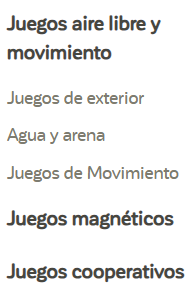 Juegos aire libre y
movimiento
Juegos de exterior
Agua y arena
Juegos de Movimiento
Juegos magnéticos
Juegos cooperativos